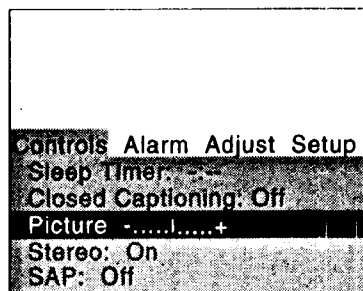 Controls Alarm Adjust Setup
Sleep Timer: -:--
Closed Captioning: Off
Picture -.....I.....+
Stereo: On
SAP: Off